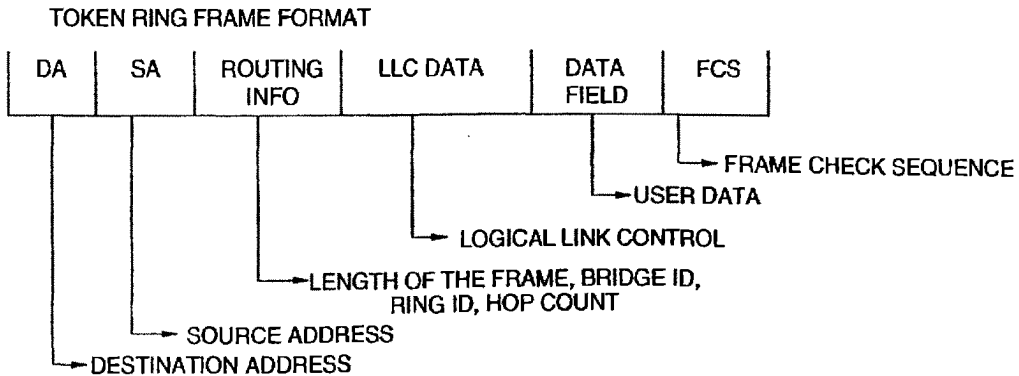 TOKEN RING FRAME FORMAT
DA SA ROUTING LLC DATA DATA FCS
INFO FIELD
FRAME CHECK SEQUENCE
USER DATA
LOGICAL LINK CONTROL
LENGTH OF THE FRAME, BRIDGE ID,
RING ID, HOP COUNT
SOURCE ADDRESS
DESTINATION ADDRESS